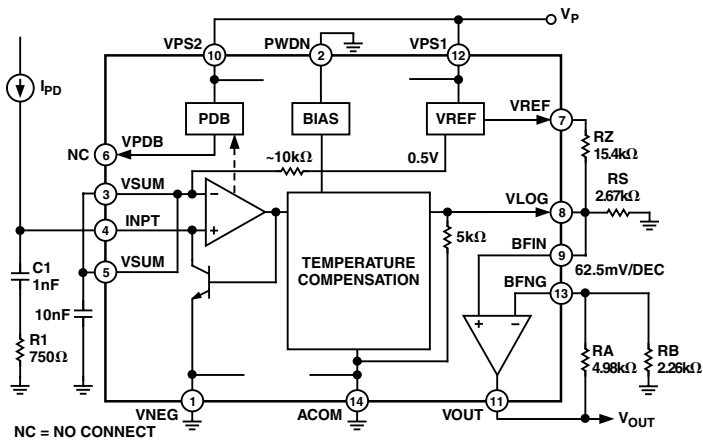 V_P
VPS2
PWDN
VPS1
10
2
12
I_PD
PDB
BIAS
VREF
VREF
7
RZ
15.4kΩ
NC
6
VPDB
~10kΩ
0.5V
RS
2.67kΩ
3
VSUM
VLOG
8
4
INPT
5kΩ
BFIN
9
62.5mV/DEC
5
VSUM
TEMPERATURE
COMPENSATION
BFNG
13
C1
1nF
10nF
R1
750Ω
RA
4.98kΩ
RB
2.26kΩ
1
14
11
VNEG
ACOM
VOUT
V_OUT
NC = NO CONNECT
− 
+
+
−